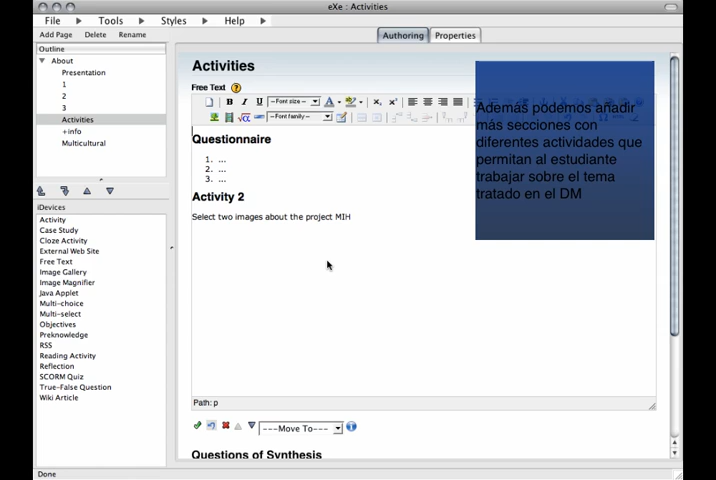 eXe : Activities
File Tools Styles Help
Add Page Delete Rename
Authoring Properties
Outline
About
Presentation
1
2
3
Activities
+info
Multicultural
iDevices
Activity
Case Study
Cloze Activity
External Web Site
Free Text
Image Gallery
Image Magnifier
Java Applet
Multi-choice
Multi-select
Objectives
Preknowledge
RSS
Reading Activity
Reflection
SCORM Quiz
True-False Question
Wiki Article
Activities
Free Text
--Font size--
--Font family--
Questionnaire
1. ...
2. ...
3. ...
Activity 2
Select two images about the project MIH
Además podemos añadir
más secciones con
diferentes actividades que
permitan al estudiante
trabajar sobre el tema
tratado en el DM
Path: p
---Move To---
Questions of Synthesis
Done